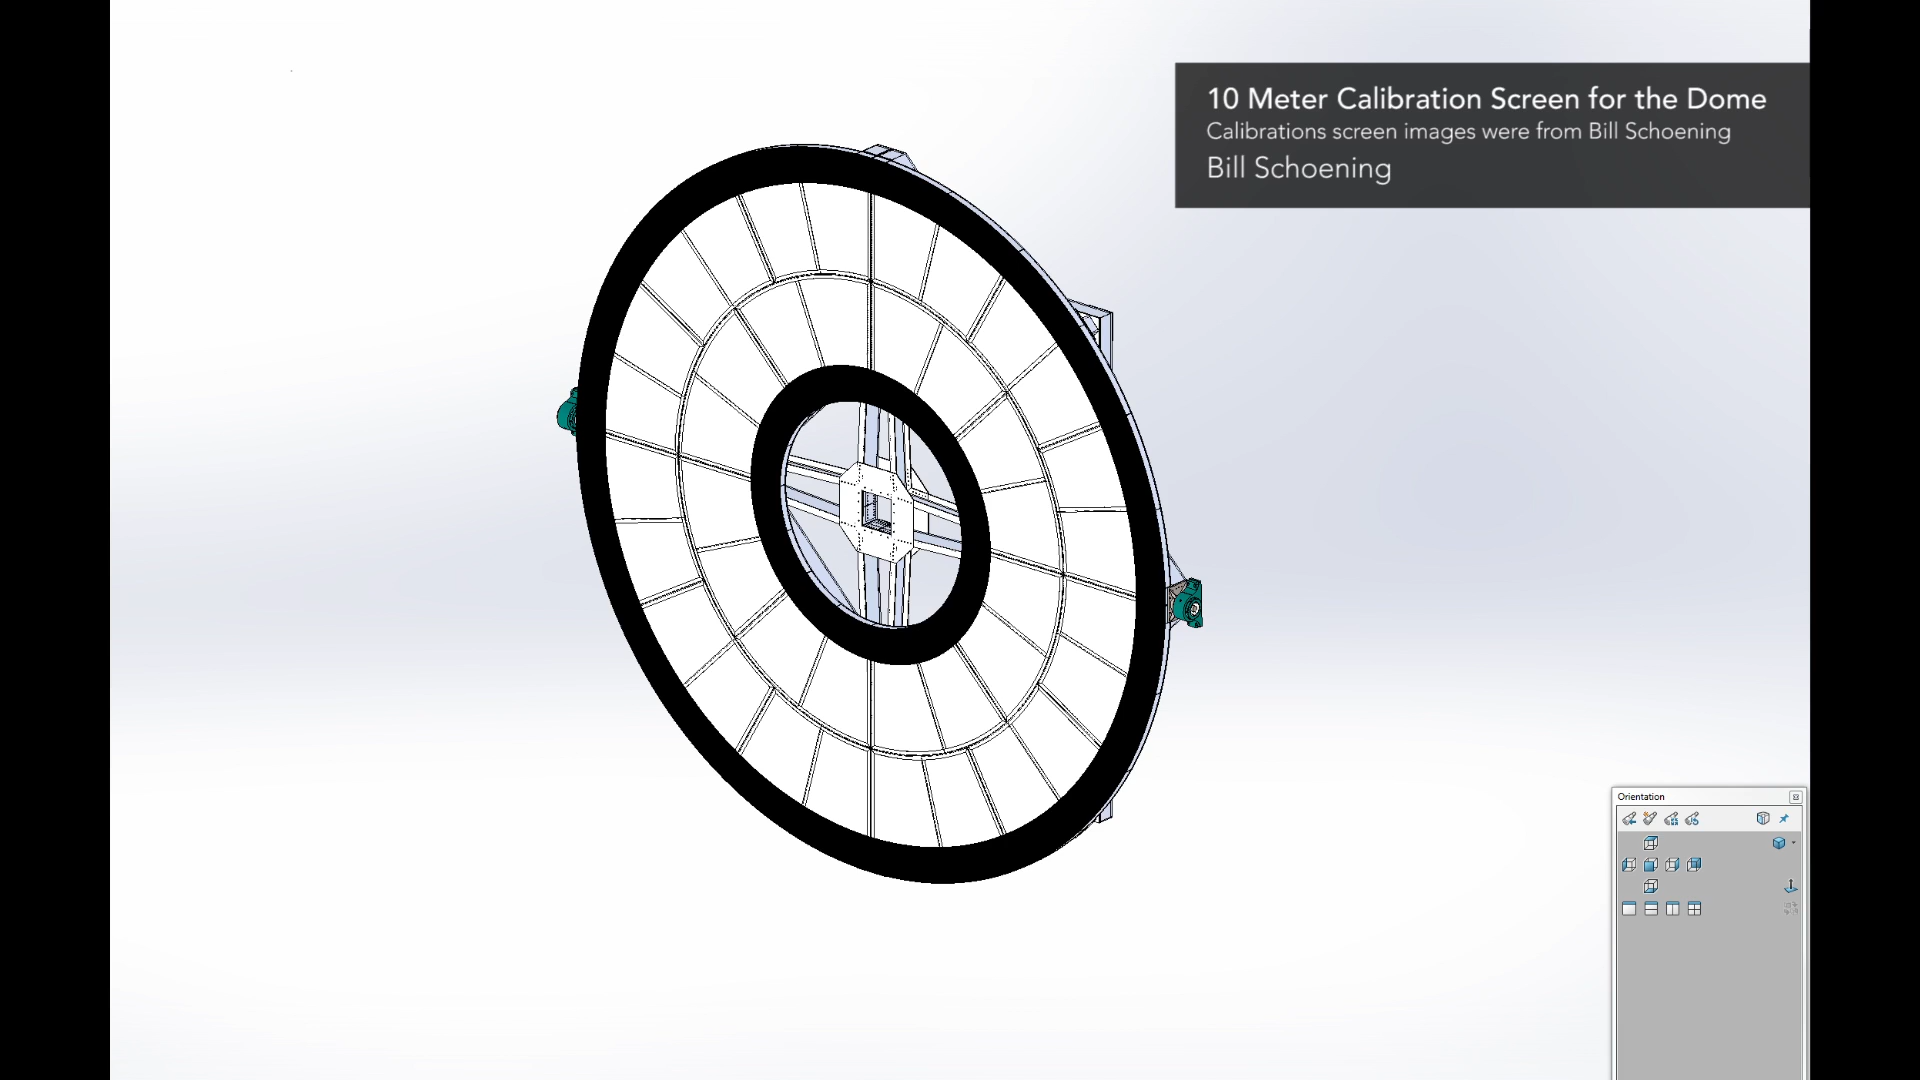 10 Meter Calibration Screen for the Dome
Calibrations screen images were from Bill Schoening
Bill Schoening
Orientation